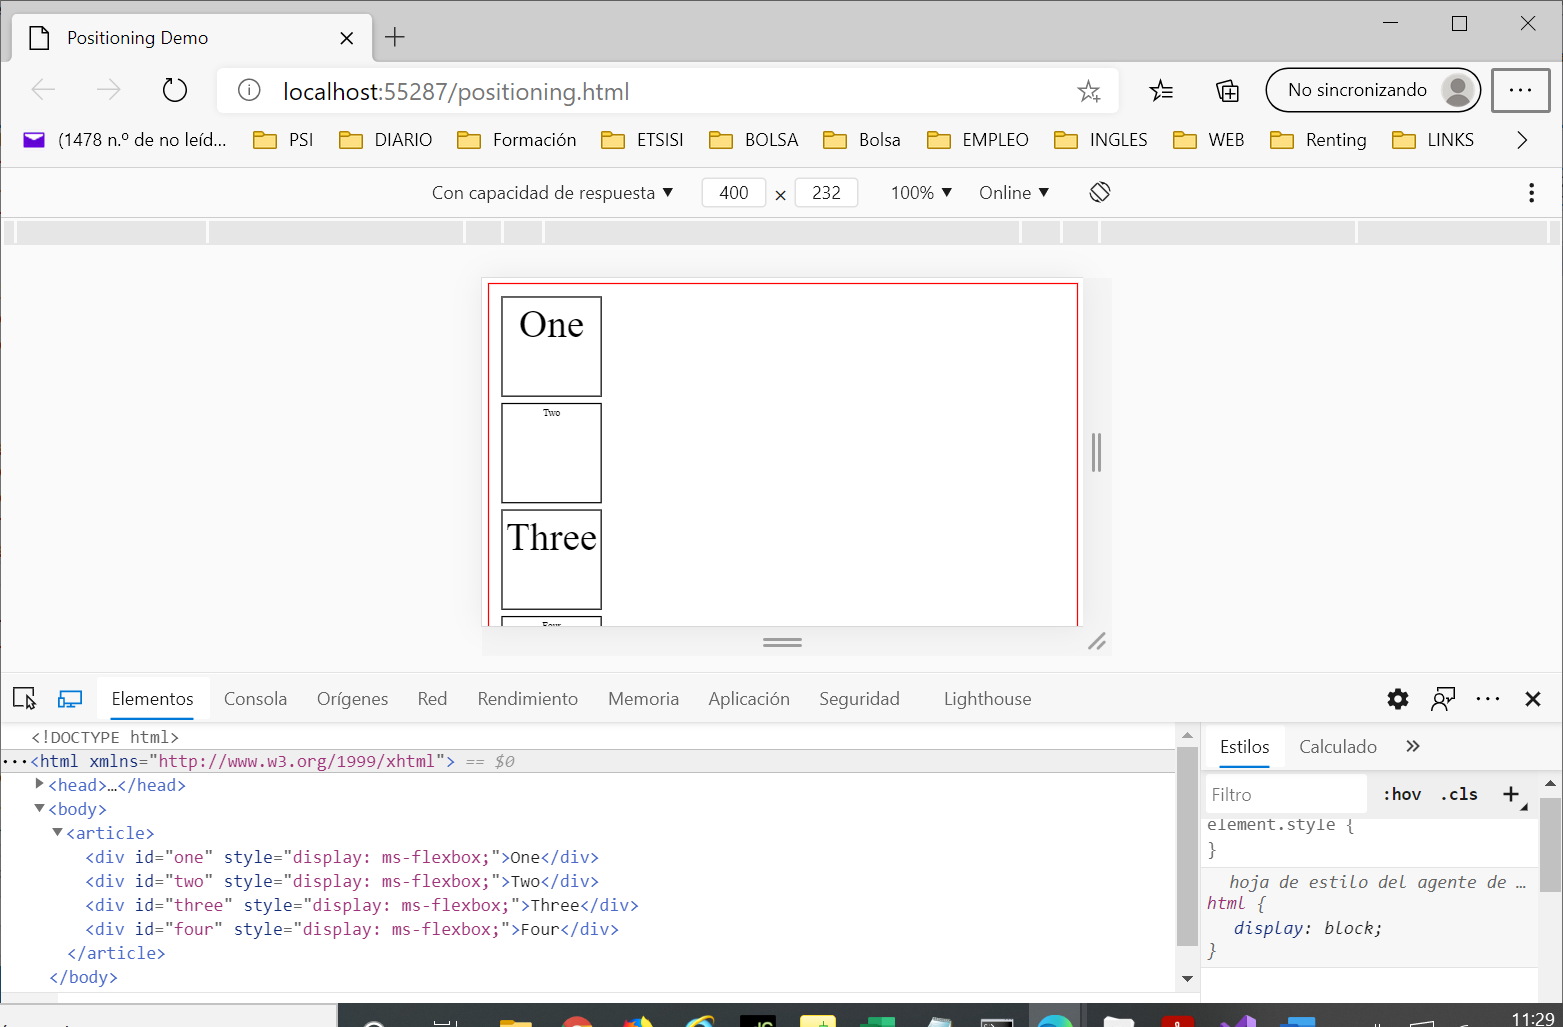 Positioning Demo
localhost:55287/positioning.html
No sincronizando
(1478 n.º de no leíd... PSI DIARIO Formación ETSISI BOLSA Bolsa EMPLEO INGLES WEB Renting LINKS
Con capacidad de respuesta ▼ 400 × 232 100% ▼ Online ▼
One
Two
Three
Four
Elementos Consola Orígenes Red Rendimiento Memoria Aplicación Seguridad Lighthouse
<!DOCTYPE html>
···<html xmlns="http://www.w3.org/1999/xhtml"> == $0
<head>…</head>
<body>
<article>
<div id="one" style="display: ms-flexbox;">One</div>
<div id="two" style="display: ms-flexbox;">Two</div>
<div id="three" style="display: ms-flexbox;">Three</div>
<div id="four" style="display: ms-flexbox;">Four</div>
</article>
</body>
Estilos Calculado »
Filtro :hov .cls +
element.style {
}
hoja de estilo del agente de …
html {
display: block;
}
11:29